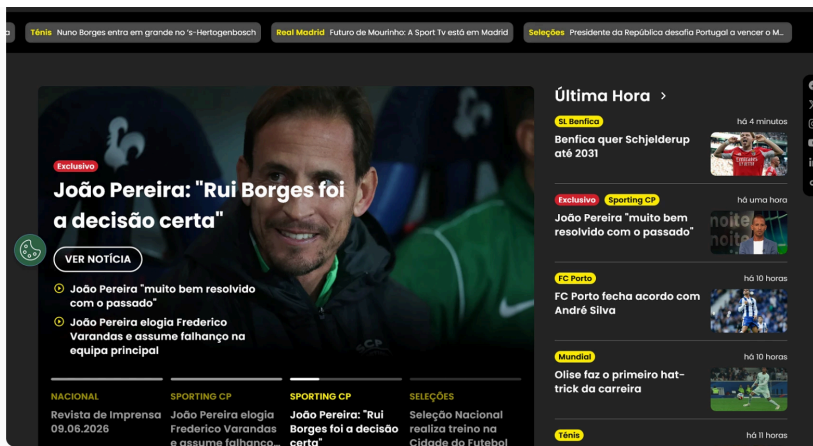 Ténis Nuno Borges entra em grande no 's-Hertogenbosch
Real Madrid Futuro de Mourinho: A Sport Tv está em Madrid
Seleções Presidente da República desafia Portugal a vencer o M...
Exclusivo
João Pereira: "Rui Borges foi
a decisão certa"
VER NOTÍCIA
João Pereira "muito bem resolvido
com o passado"
João Pereira elogia Frederico
Varandas e assume falhanço na
equipa principal
NACIONAL
Revista de Imprensa
09.06.2026
SPORTING CP
João Pereira elogia
Frederico Varandas
e assume falhanço...
SPORTING CP
João Pereira: "Rui
Borges foi a decisão
certa"
SELEÇÕES
Seleção Nacional
realiza treino na
Cidade do Futebol
Última Hora
SL Benfica há 4 minutos
Benfica quer Schjelderup
até 2031
Exclusivo Sporting CP há uma hora
João Pereira "muito bem
resolvido com o passado"
FC Porto há 10 horas
FC Porto fecha acordo com
André Silva
Mundial há 10 horas
Olise faz o primeiro hat-
trick da carreira
Ténis há 11 horas